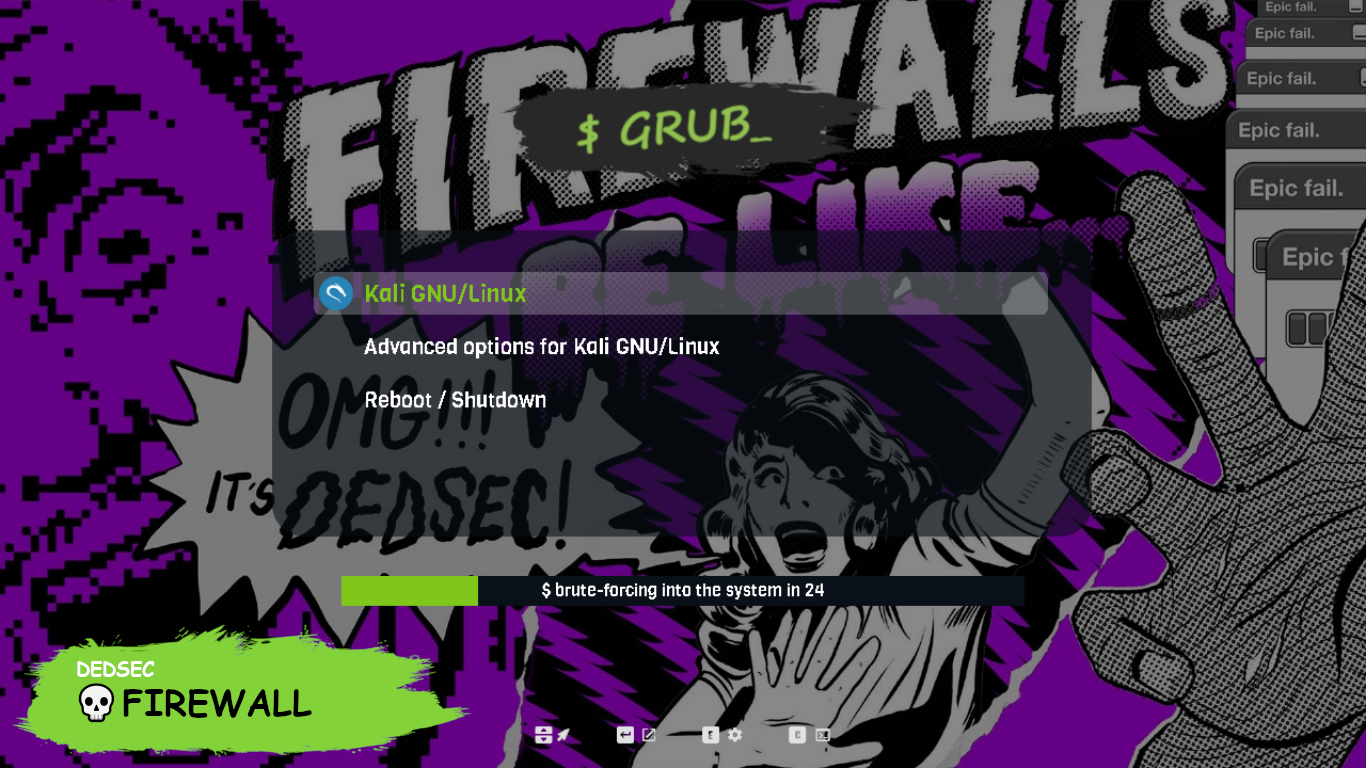 FIREWALLS
BE LIKE...
$ GRUB_
Epic fail.
Epic fail.
Epic fail.
Epic fail.
Epic fail.
Epic f
Kali GNU/Linux
Advanced options for Kali GNU/Linux
Reboot / Shutdown
OMG!!!
IT'S DEDSEC!
$ brute-forcing into the system in 24
DEDSEC
FIREWALL
E
C